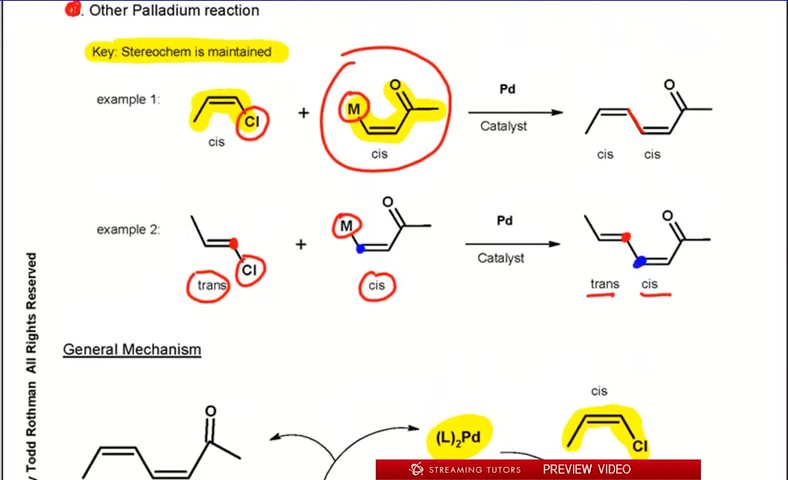 . Other Palladium reaction
Key: Stereochem is maintained
example 1:
Cl
cis
+
M
O
cis
Pd
Catalyst
O
cis cis
example 2:
Cl
trans
+
M
O
cis
Pd
Catalyst
O
trans cis
y Todd Rothman All Rights Reserved
General Mechanism
O
(L)₂Pd
cis
Cl
STREAMING TUTORS PREVIEW VIDEO